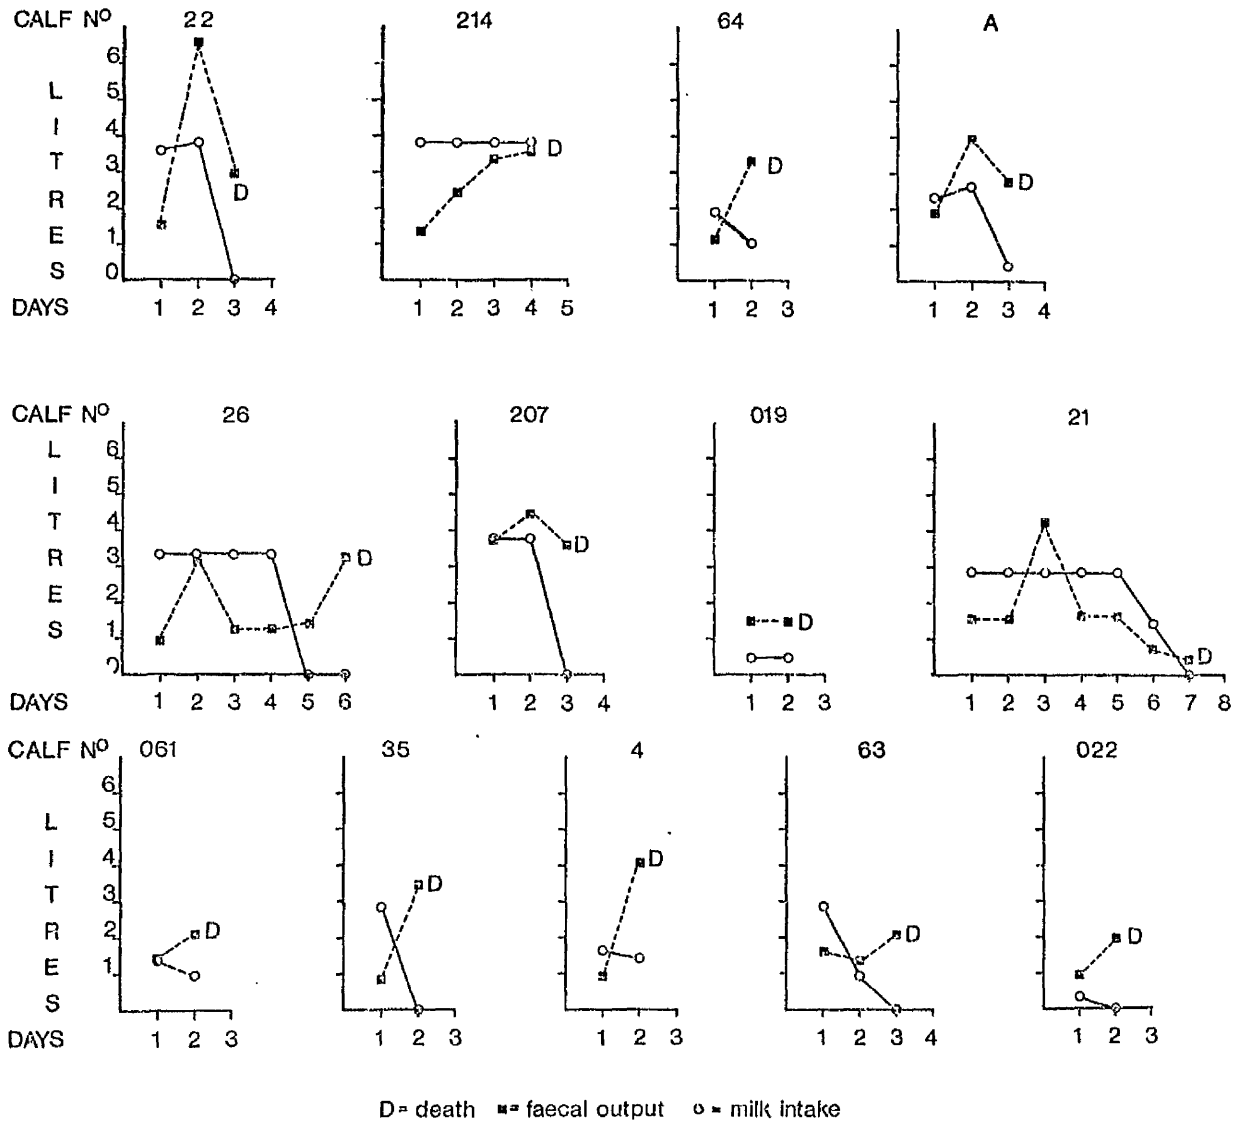 CALF Nº 22 214 64 A
6
L 5
I 4
T 3
R 2
E 1
S 0
DAYS 1 2 3 4 1 2 3 4 5 1 2 3 1 2 3 4
D D D D
CALF Nº 26 207 019 21
L 6
I 5
T 4
R 3
E 2
S 1
0
D D D D
DAYS 1 2 3 4 5 6 1 2 3 4 1 2 3 1 2 3 4 5 6 7 8
CALF Nº 061 35 4 63 022
6
L 5
I 4
T 3
R 2
E 1
S
D D D D D
DAYS 1 2 3 1 2 3 1 2 3 1 2 3 4 1 2 3
D= death ■= faecal output o= milk intake